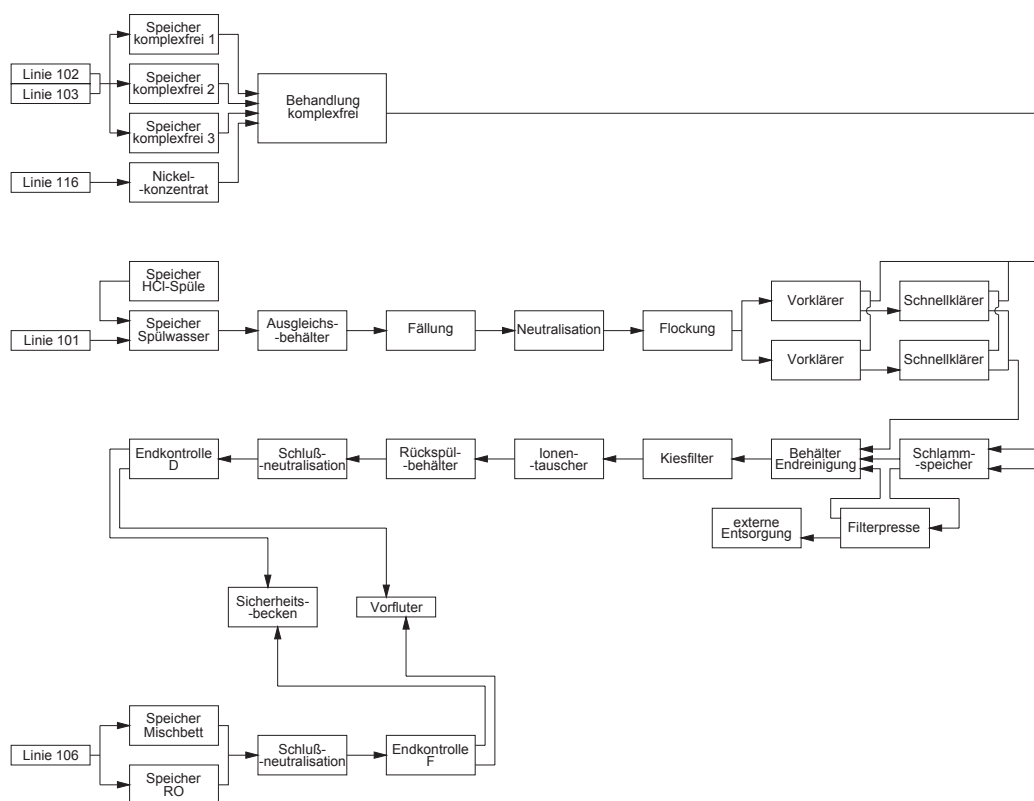 Speicher
komplexfrei 1
Linie 102
Linie 103
Speicher
komplexfrei 2
Behandlung
komplexfrei
Speicher
komplexfrei 3
Linie 116
Nickel-
-konzentrat
Speicher
HCl-Spüle
Linie 101
Speicher
Spülwasser
Ausgleichs-
-behälter
Fällung
Neutralisation
Flockung
Vorklärer
Schnellklärer
Vorklärer
Schnellklärer
Endkontrolle
D
Schluß-
-neutralisation
Rückspül-
-behälter
Ionen-
-tauscher
Kiesfilter
Behälter
Endreinigung
Schlamm-
-speicher
externe
Entsorgung
Filterpresse
Sicherheits-
-becken
Vorfluter
Speicher
Mischbett
Linie 106
Schluß-
-neutralisation
Endkontrolle
F
Speicher
RO